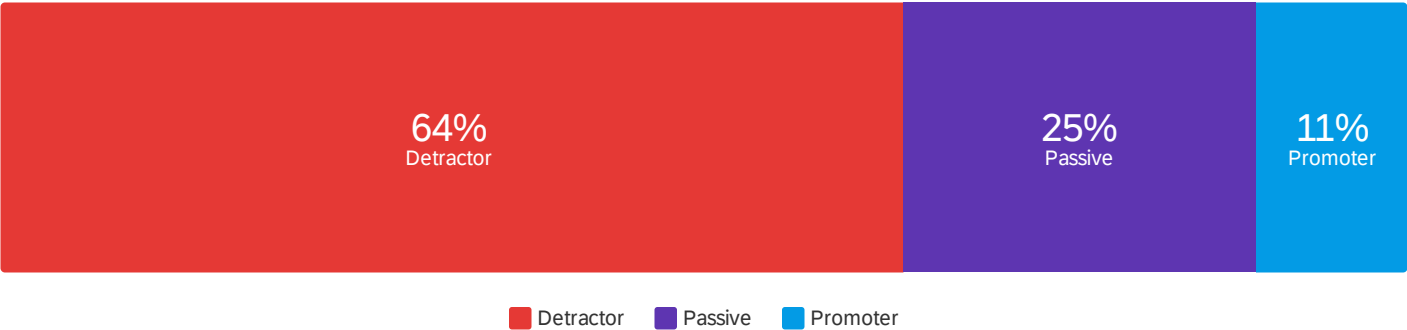 64%
Detractor
25%
Passive
11%
Promoter
Detractor Passive Promoter